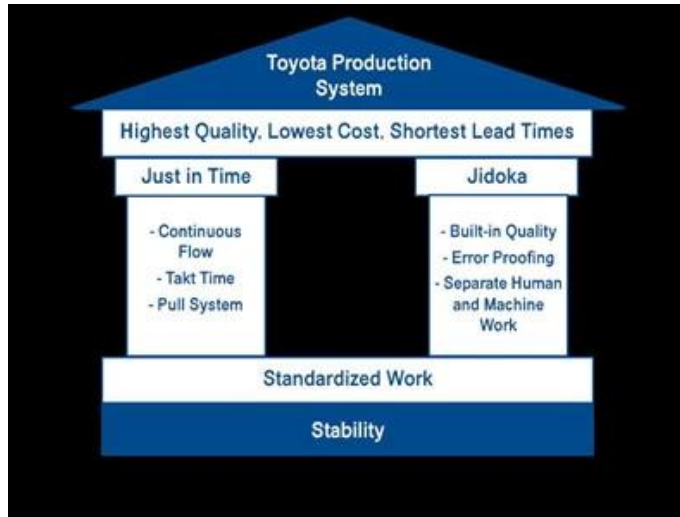 Toyota Production
System
Highest Quality, Lowest Cost, Shortest Lead Times
Just in Time
- Continuous
Flow
- Takt Time
- Pull System
Jidoka
- Built-in Quality
- Error Proofing
- Separate Human
and Machine
Work
Standardized Work
Stability